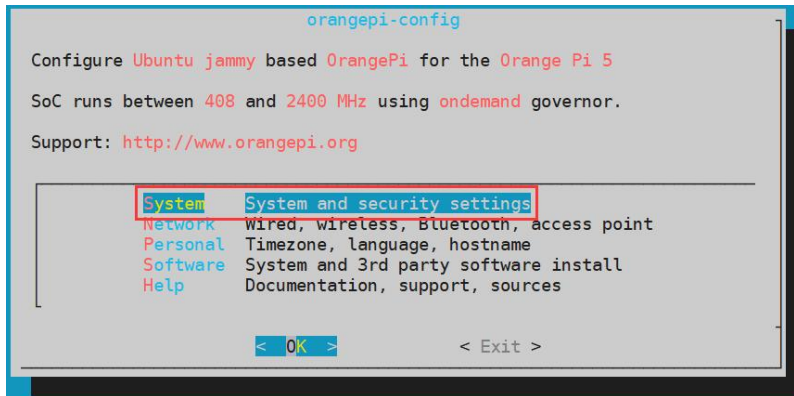 orangepi-config
Configure Ubuntu jammy based OrangePi for the Orange Pi 5
SoC runs between 408 and 2400 MHz using ondemand governor.
Support: http://www.orangepi.org
System System and security settings
Network Wired, wireless, Bluetooth, access point
Personal Timezone, language, hostname
Software System and 3rd party software install
Help Documentation, support, sources
< OK > < Exit >